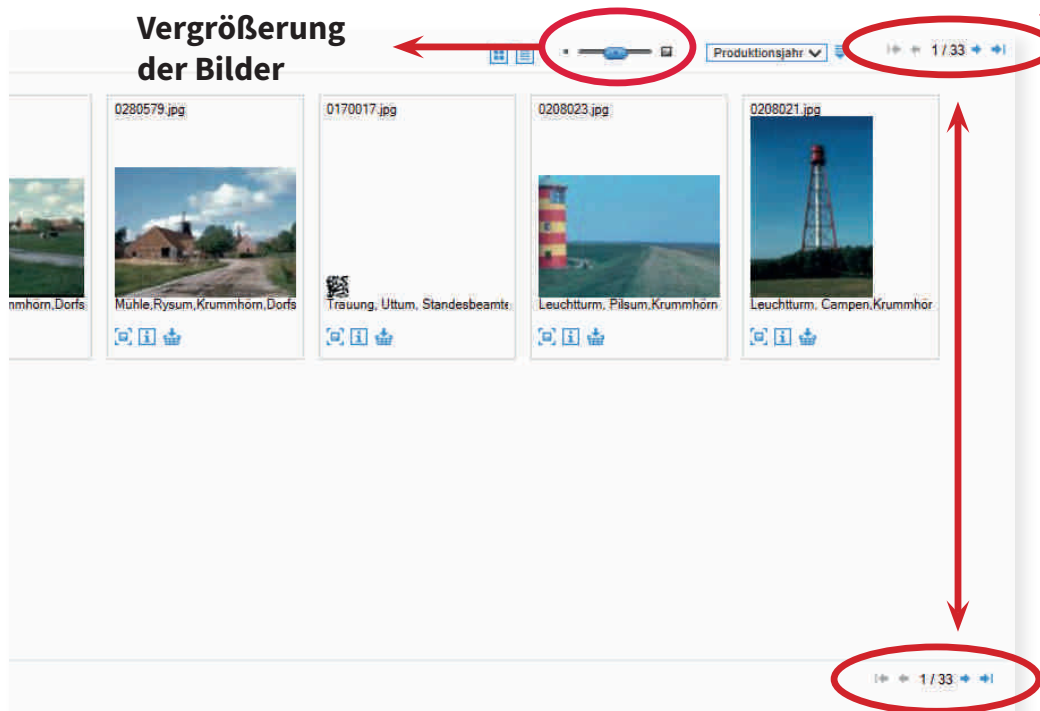 Vergrößerung
der Bilder
Produktionsjahr
1 / 33
0280579.jpg
0170017.jpg
0208023.jpg
0208021.jpg
mmhörn,Dorfs
Mühle,Rysum,Krummhörn,Dorfs
Trauung, Uttum, Standesbeamte
Leuchtturm, Pilsum,Krummhörn
Leuchtturm, Campen,Krummhör
1 / 33